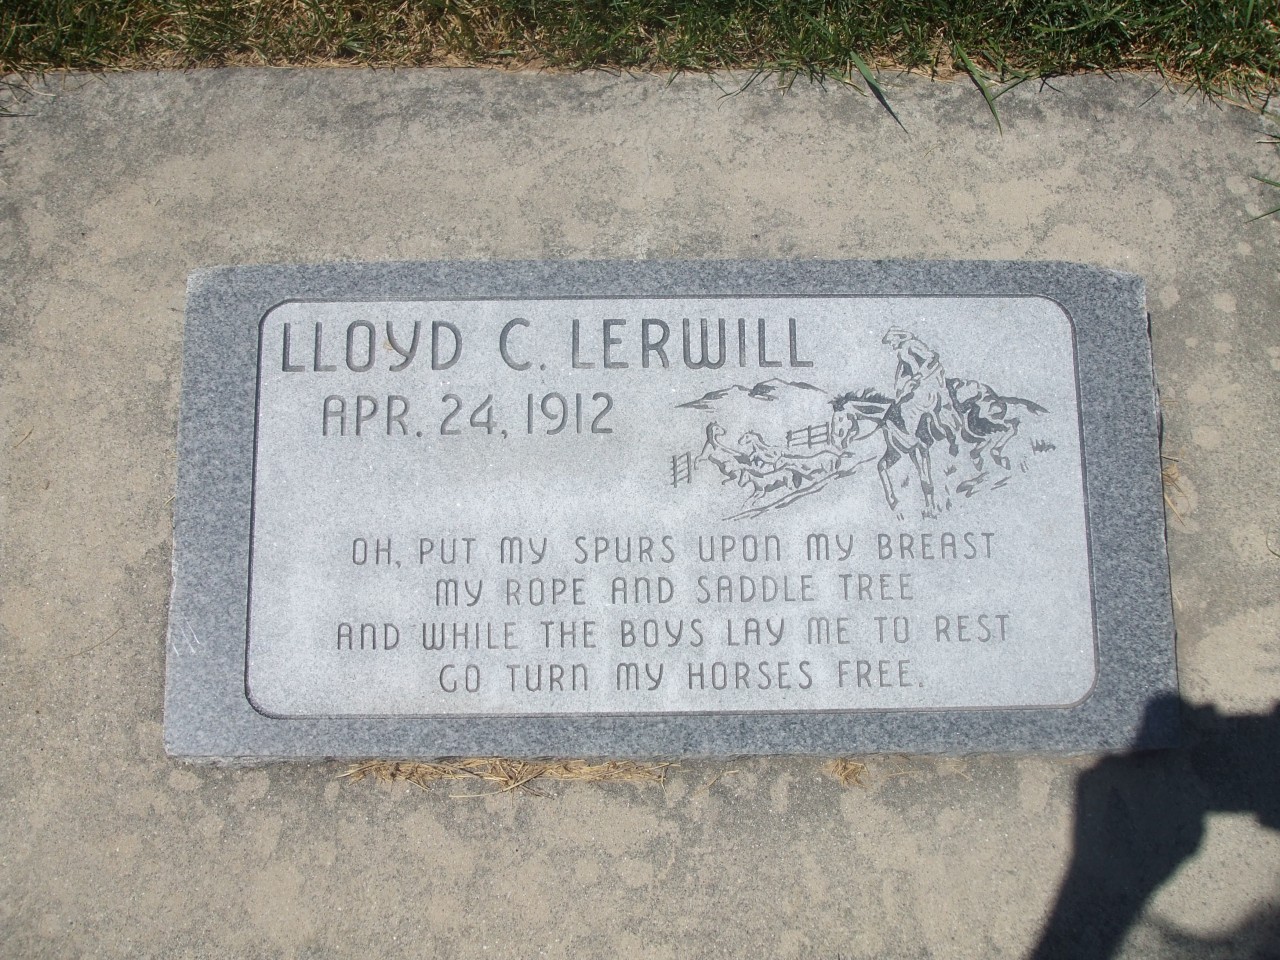 LLOYD C. LERWILL
APR. 24, 1912
OH, PUT MY SPURS UPON MY BREAST
MY ROPE AND SADDLE TREE
AND WHILE THE BOYS LAY ME TO REST
GO TURN MY HORSES FREE.